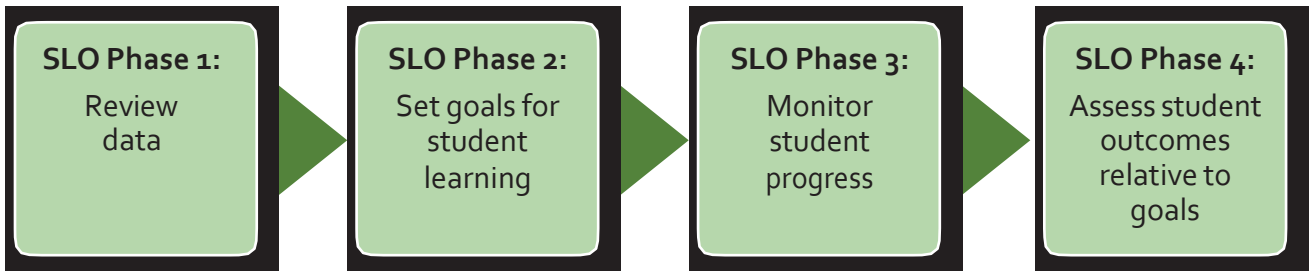 SLO Phase 1:
Review
data
SLO Phase 2:
Set goals for
student
learning
SLO Phase 3:
Monitor
student
progress
SLO Phase 4:
Assess student
outcomes
relative to
goals